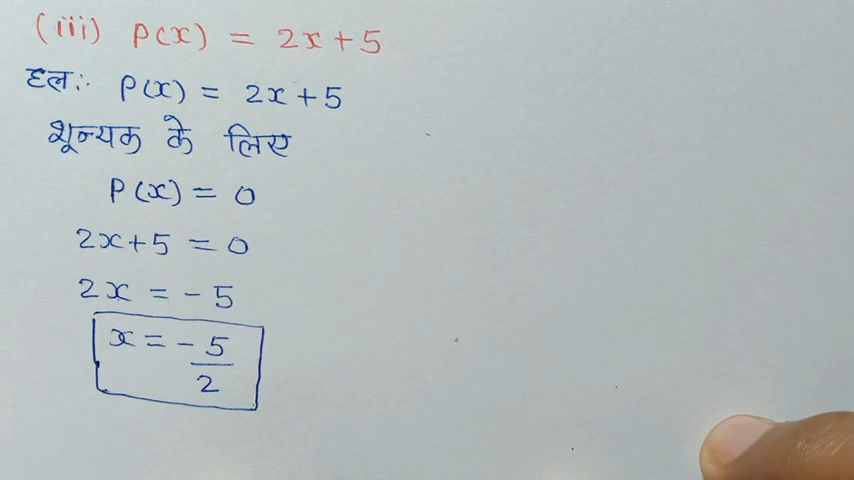 (iii) P(x) = 2x+5
हल:- P(x) = 2x+5
शून्यक के लिए
P(x) = 0
2x+5 = 0
2x = -5
x = -5/2